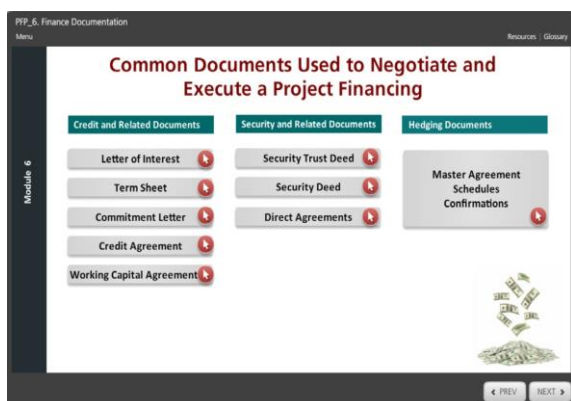 PFP_6. Finance Documentation
Menu
Resources | Glossary
Common Documents Used to Negotiate and
Execute a Project Financing
Module 6
Credit and Related Documents
Letter of Interest
Term Sheet
Commitment Letter
Credit Agreement
Working Capital Agreement
Security and Related Documents
Security Trust Deed
Security Deed
Direct Agreements
Hedging Documents
Master Agreement
Schedules
Confirmations
PREV
NEXT